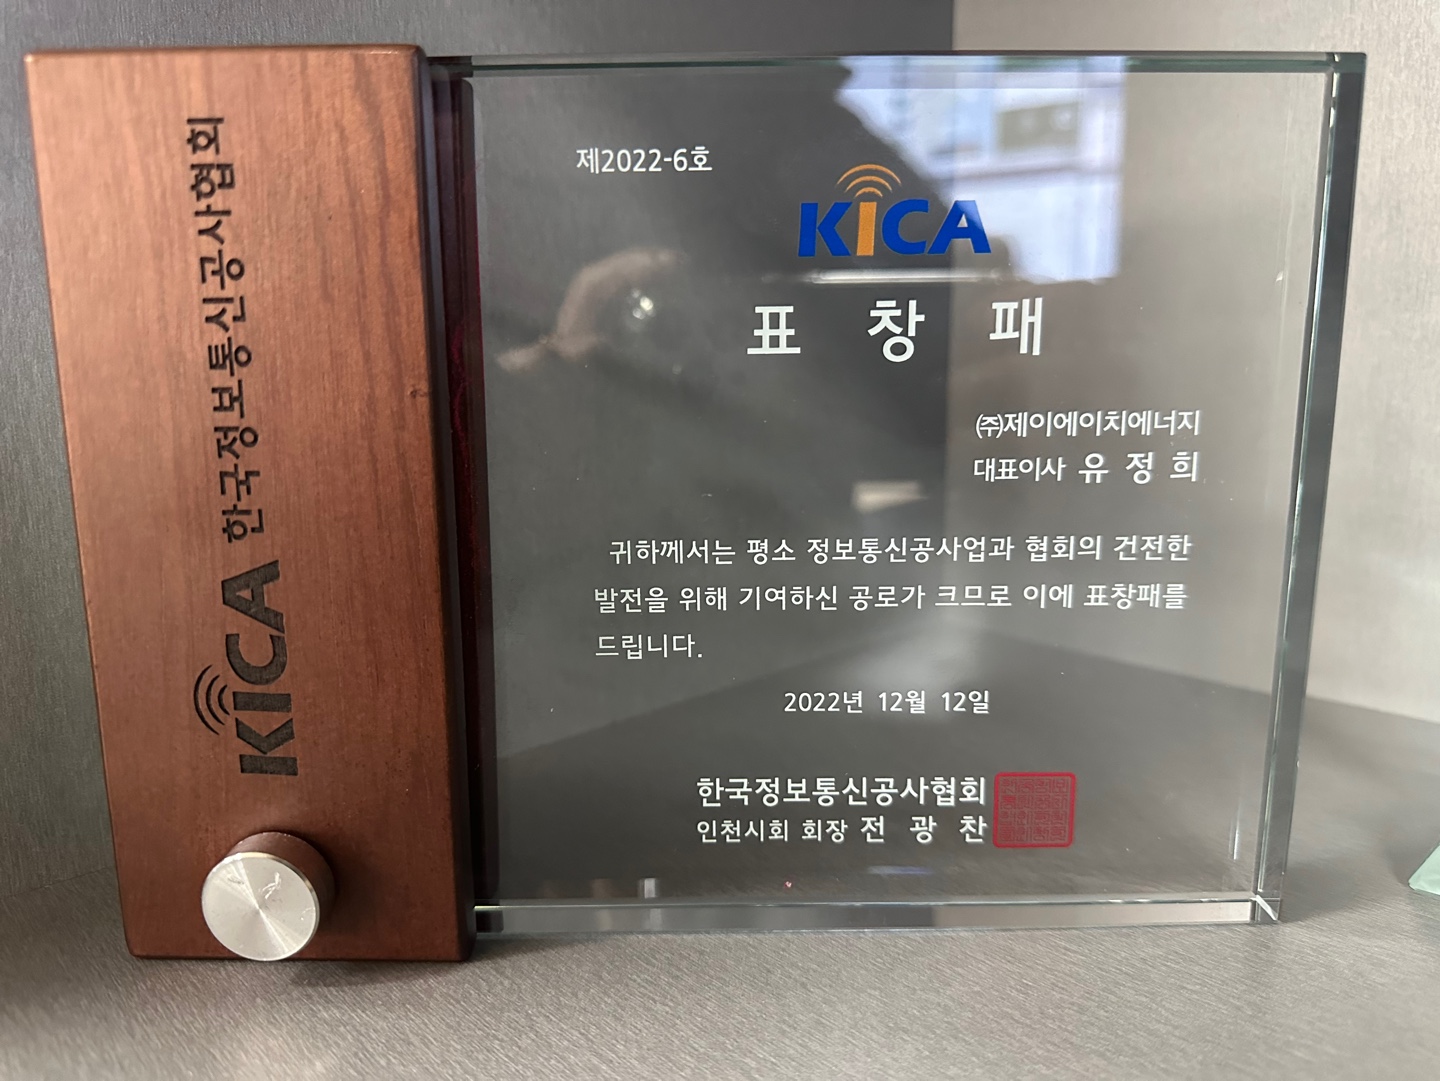 KICA 한국정보통신공사협회
제2022-6호
KICA
표 창 패
㈜제이에이치에너지
대표이사 유 정 희
귀하께서는 평소 정보통신공사업과 협회의 건전한
발전을 위해 기여하신 공로가 크므로 이에 표창패를
드립니다.
2022년 12월 12일
한국정보통신공사협회
인천시회 회장 전 광 찬